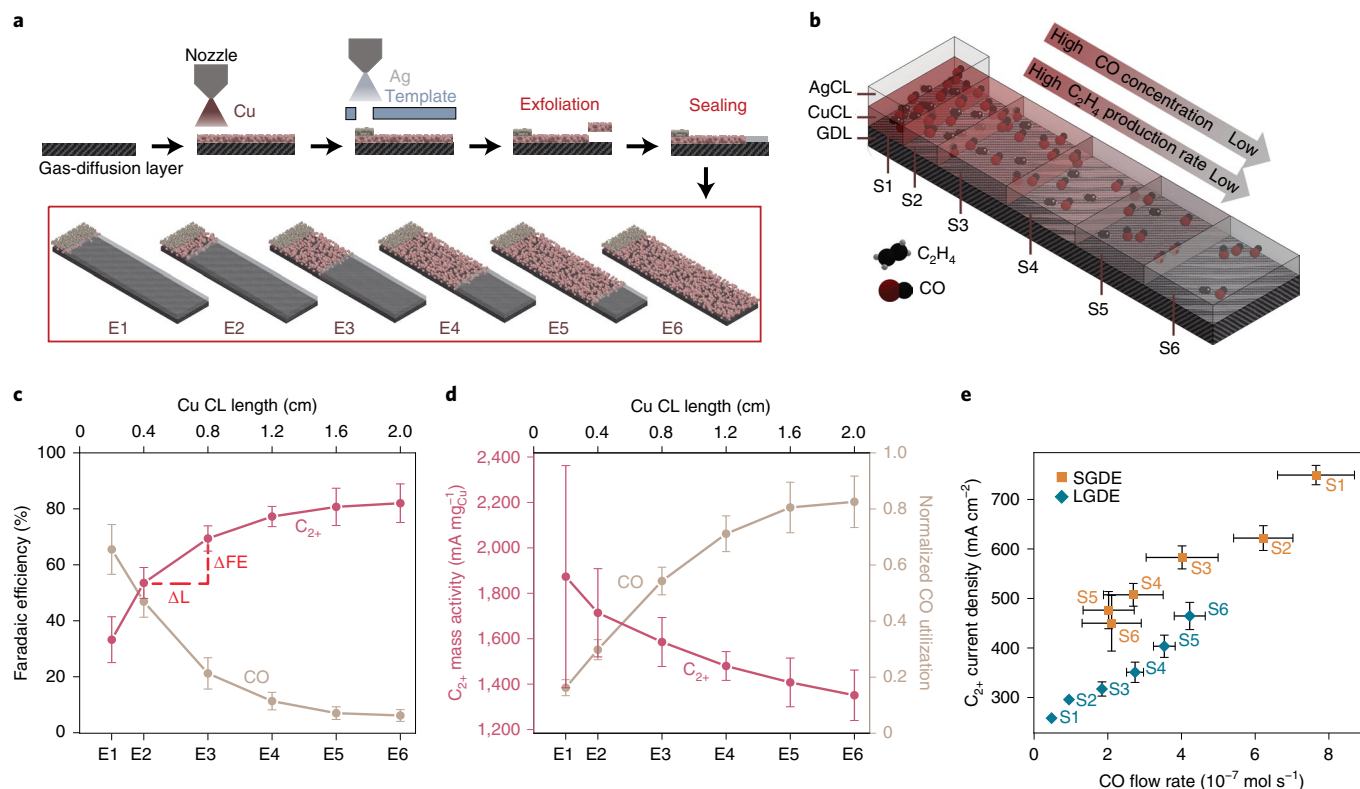 a
Nozzle
Cu
Ag
Template
Exfoliation
Sealing
Gas-diffusion layer
E1 E2 E3 E4 E5 E6
b
High CO concentration Low
High C₂H₄ production rate Low
AgCL
CuCL
GDL
S1
S2
S3
S4
S5
S6
C₂H₄
CO
c
Cu CL length (cm)
0 0.4 0.8 1.2 1.6 2.0
Faradaic efficiency (%)
100
80
60
40
20
0
C₂₊
ΔFE
ΔL
CO
E1 E2 E3 E4 E5 E6
d
Cu CL length (cm)
0 0.4 0.8 1.2 1.6 2.0
C₂₊ mass activity (mA mg⁻¹Cu)
2,400
2,200
2,000
1,800
1,600
1,400
1,200
CO
C₂₊
1.0
0.8
0.6
0.4
0.2
0
Normalized CO utilization
E1 E2 E3 E4 E5 E6
e
C₂₊ current density (mA cm⁻²)
700
600
500
400
300
SGDE
LGDE
S1
S2
S3
S4
S5
S6
S6
S5
S4
S3
S2
S1
0 2 4 6 8
CO flow rate (10⁻⁷ mol s⁻¹)